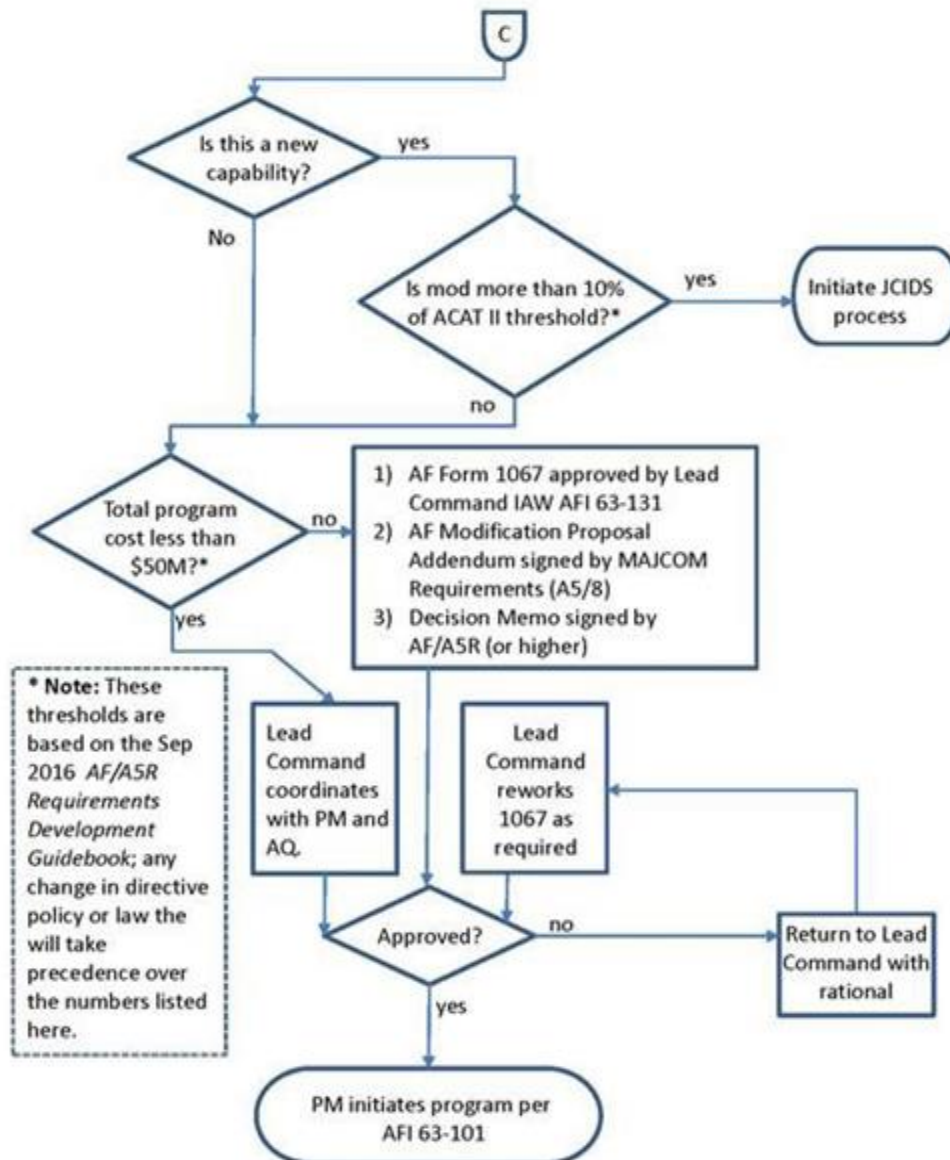 C
Is this a new
capability?
yes
No
Is mod more than 10%
of ACAT II threshold?*
yes
Initiate JCIDS
process
no
Total program
cost less than
$50M?*
no
1) AF Form 1067 approved by Lead
Command IAW AFI 63-131
2) AF Modification Proposal
Addendum signed by MAJCOM
Requirements (A5/8)
3) Decision Memo signed by
AF/A5R (or higher)
yes
* Note: These
thresholds are
based on the Sep
2016 AF/A5R
Requirements
Development
Guidebook; any
change in directive
policy or law the
will take
precedence over
the numbers listed
here.
Lead
Command
coordinates
with PM and
AQ.
Lead
Command
reworks
1067 as
required
Approved?
no
Return to Lead
Command with
rational
yes
PM initiates program per
AFI 63-101